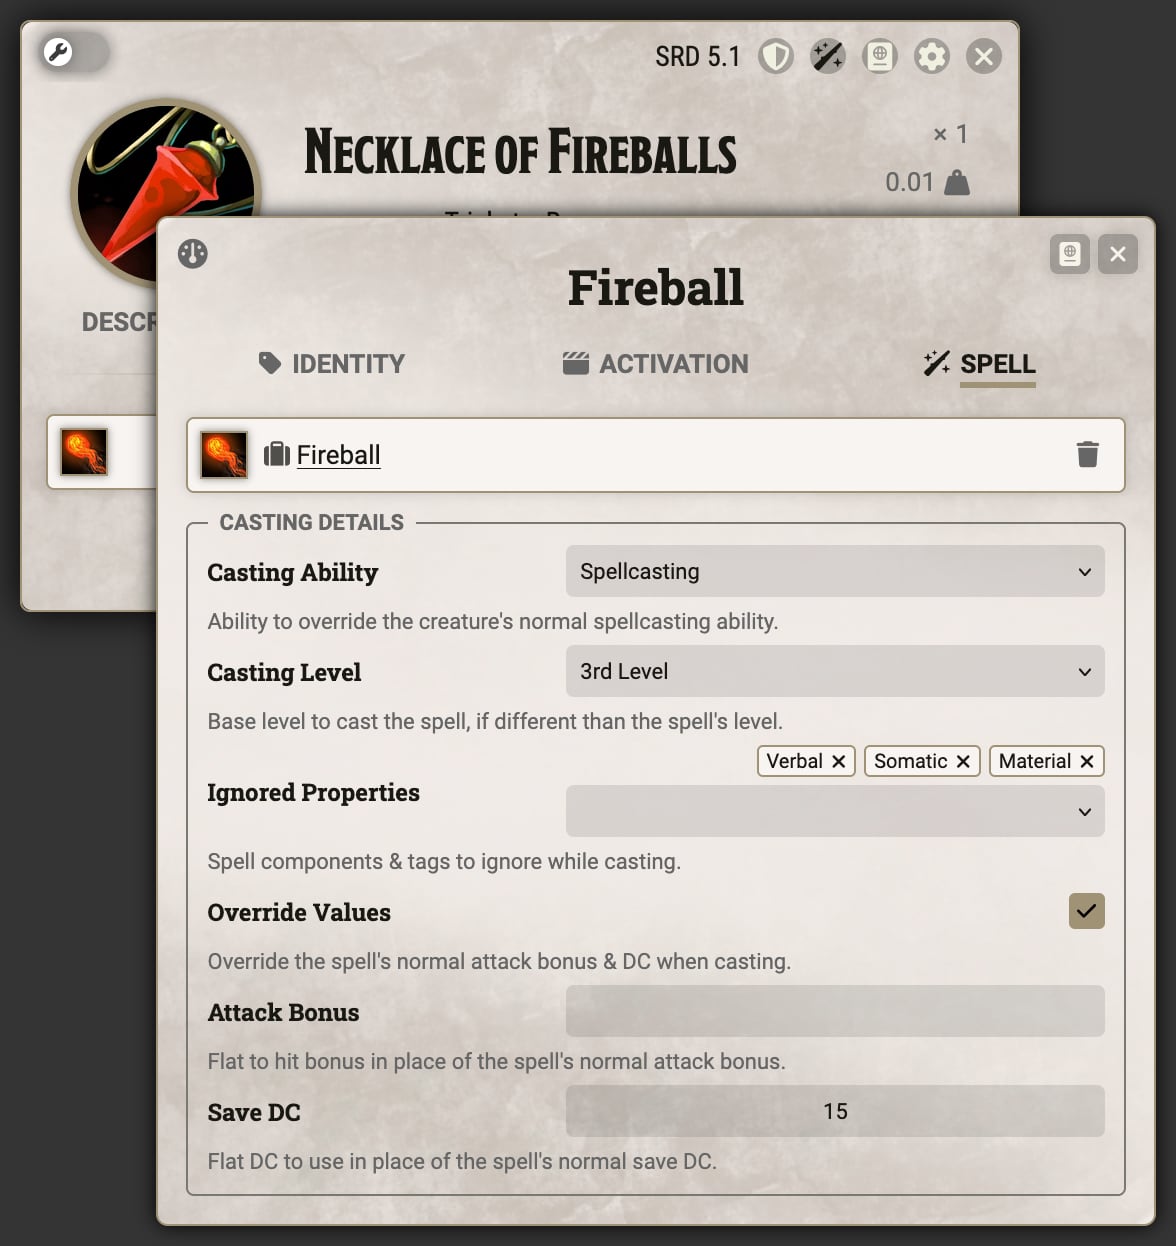 SRD 5.1
NECKLACE OF FIREBALLS
× 1
0.01
Fireball
IDENTITY
ACTIVATION
SPELL
Fireball
CASTING DETAILS
Casting Ability
Spellcasting
Ability to override the creature's normal spellcasting ability.
Casting Level
3rd Level
Base level to cast the spell, if different than the spell's level.
Verbal × Somatic × Material ×
Ignored Properties
Spell components & tags to ignore while casting.
Override Values
Override the spell's normal attack bonus & DC when casting.
Attack Bonus
Flat to hit bonus in place of the spell's normal attack bonus.
Save DC
15
Flat DC to use in place of the spell's normal save DC.